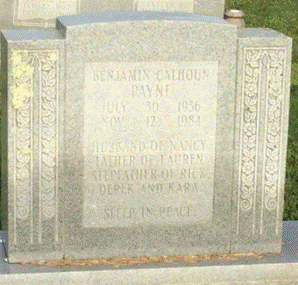 BENJAMIN CALHOUN
PAYNE
JULY 30, 1936
NOV. 12, 1984
HUSBAND OF NANCY,
FATHER OF LAUREN,
STEPFATHER OF RICK,
DEREK AND KARA.
SLEEP IN PEACE.